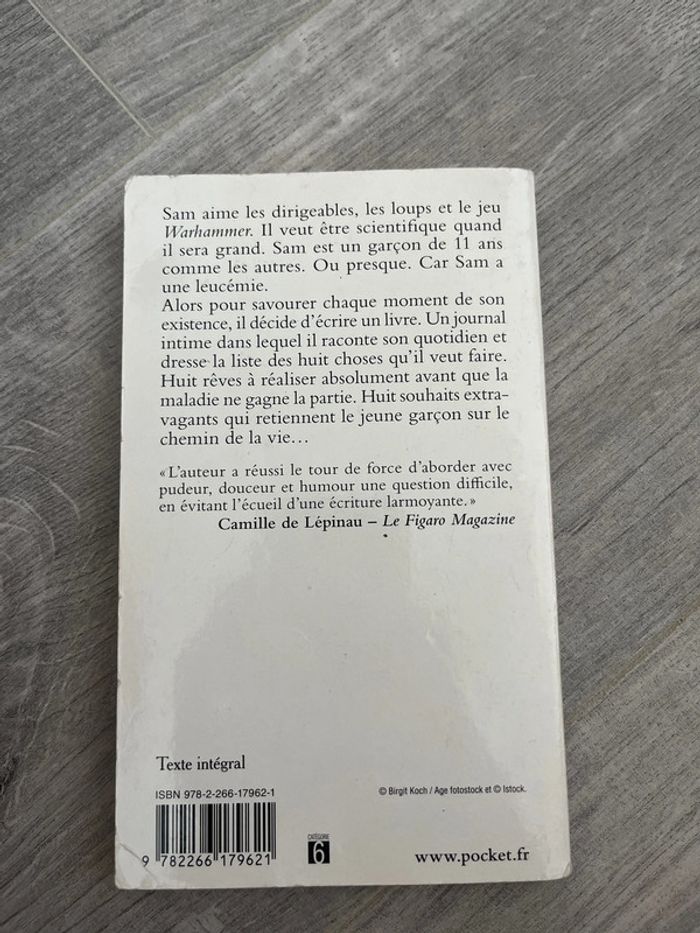 Sam aime les dirigeables, les loups et le jeu
Warhammer. Il veut être scientifique quand
il sera grand. Sam est un garçon de 11 ans
comme les autres. Ou presque. Car Sam a
une leucémie.
Alors pour savourer chaque moment de son
existence, il décide d'écrire un livre. Un journal
intime dans lequel il raconte son quotidien et
dresse la liste des huit choses qu'il veut faire.
Huit rêves à réaliser absolument avant que la
maladie ne gagne la partie. Huit souhaits extra-
vagants qui retiennent le jeune garçon sur le
chemin de la vie…
« L'auteur a réussi le tour de force d'aborder avec
pudeur, douceur et humour une question difficile,
en évitant l'écueil d'une écriture larmoyante. »
Camille de Lépinau – Le Figaro Magazine
Texte intégral
ISBN 978-2-266-17962-1
© Birgit Koch / Age fotostock et © Istock.
9 782266 179621
CATÉGORIE
6
www.pocket.fr